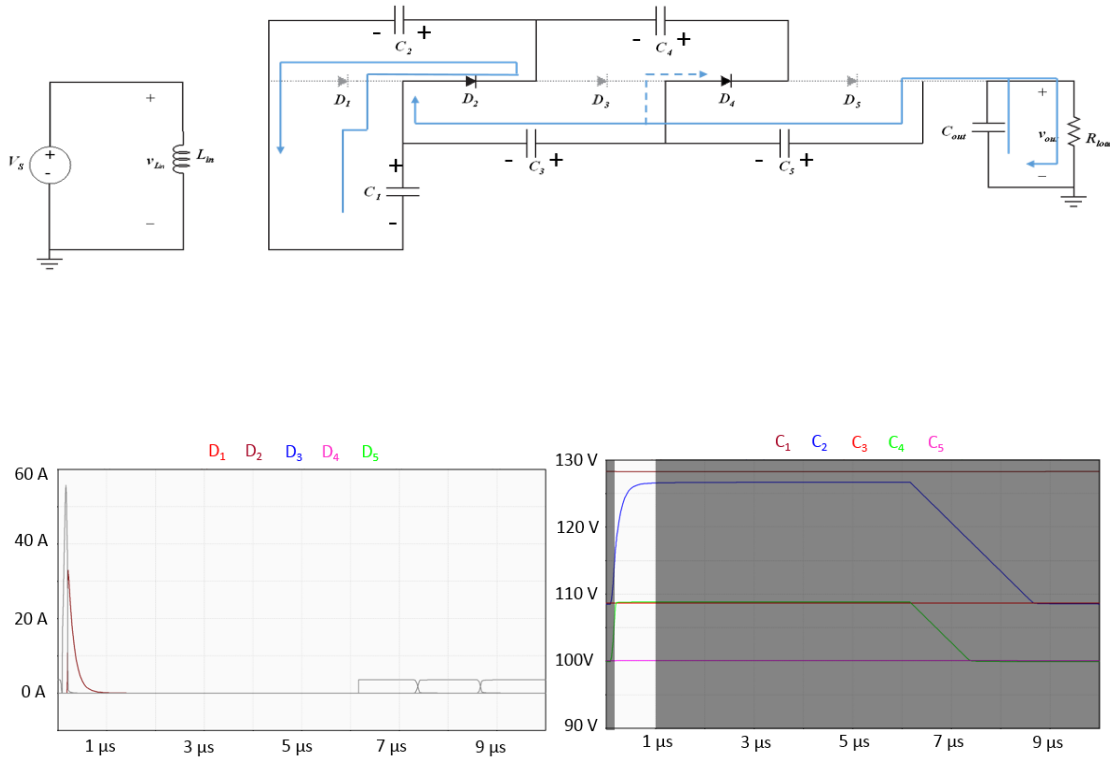 - C2 +
- C4 +
D1 D2 D3 D4 D5
+ + -
VS vLin Lin
+ -
C1
- C3 +
- C5 +
Cout vout Rload
+ -
D1 D2 D3 D4 D5
60 A
40 A
20 A
0 A
1 µs 3 µs 5 µs 7 µs 9 µs
C1 C2 C3 C4 C5
130 V
120 V
110 V
100V
90 V
1 µs 3 µs 5 µs 7 µs 9 µs